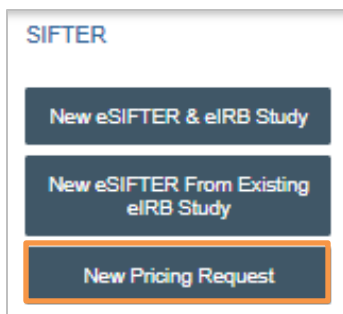 SIFTER
New eSIFTER & eIRB Study
New eSIFTER From Existing
eIRB Study
New Pricing Request